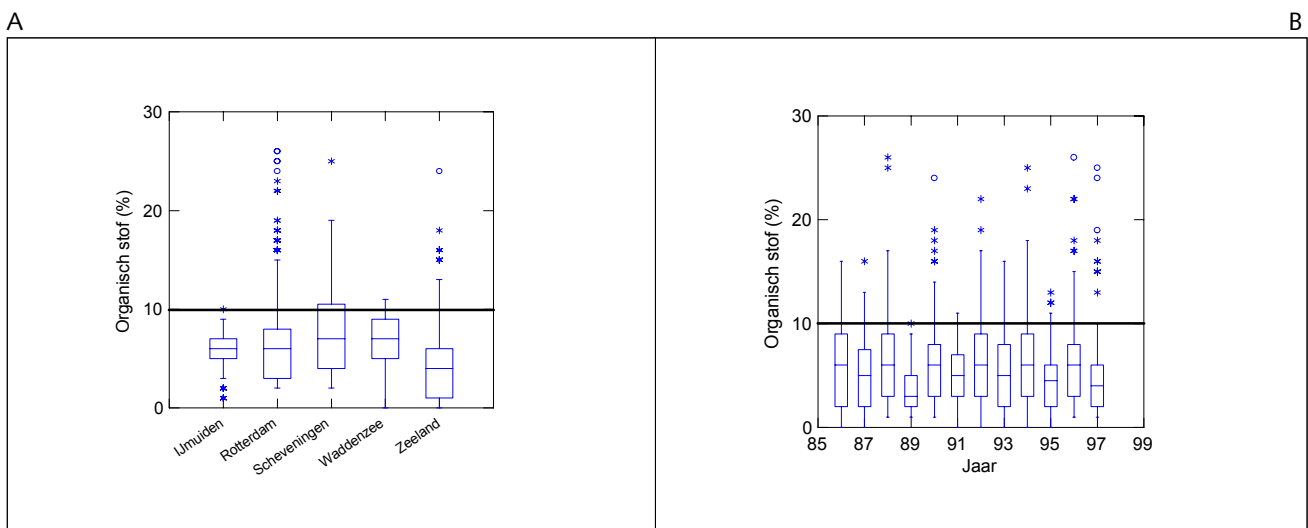 A
B
Organisch stof (%)
30
20
10
0
IJmuiden
Rotterdam
Scheveningen
Waddenzee
Zeeland
Organisch stof (%)
30
20
10
0
85 87 89 91 93 95 97 99
Jaar